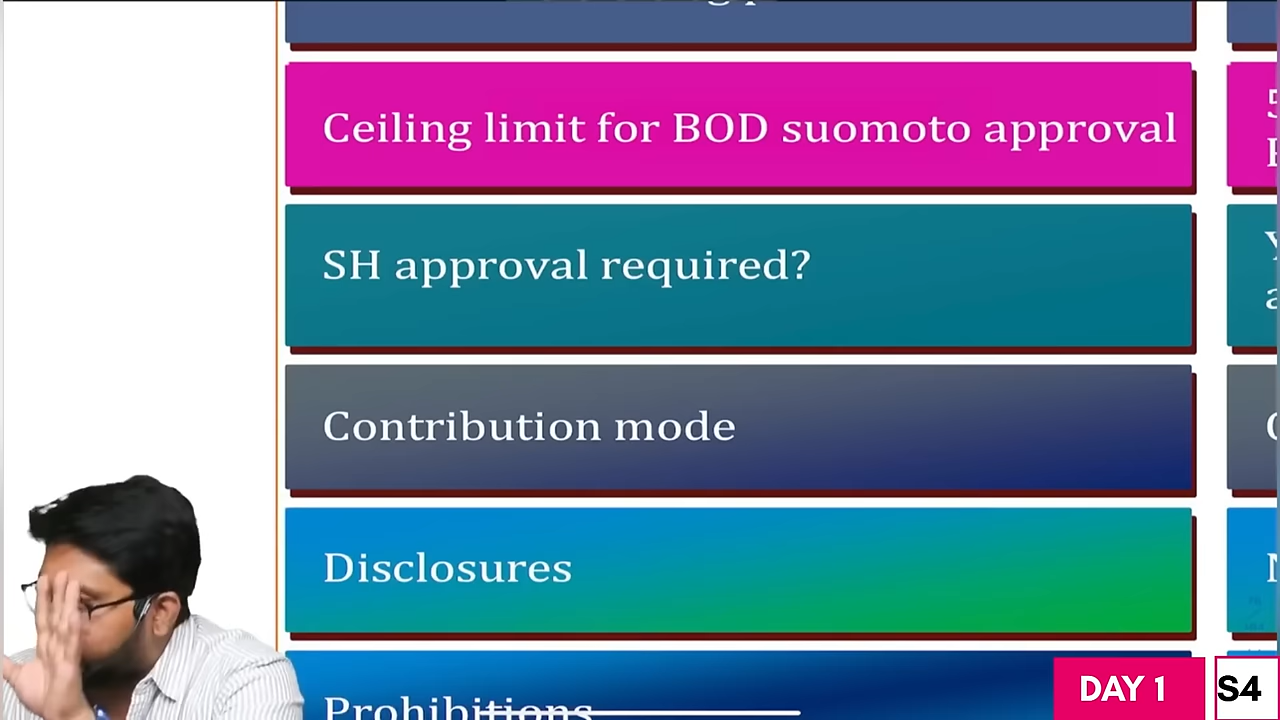 Ceiling limit for BOD suomoto approval
SH approval required?
Contribution mode
Disclosures
Prohibitions
DAY 1
S4